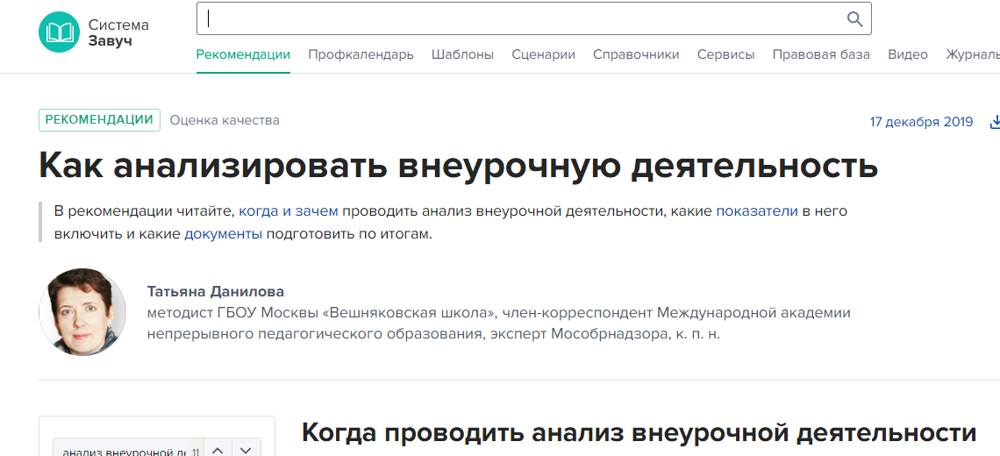 Система
Завуч
Рекомендации Профкалендарь Шаблоны Сценарии Справочники Сервисы Правовая база Видео
РЕКОМЕНДАЦИИ Оценка качества
17 декабря 2019
Как анализировать внеурочную деятельность
В рекомендации читайте, когда и зачем проводить анализ внеурочной деятельности, какие показатели в него
включить и какие документы подготовить по итогам.
Татьяна Данилова
методист ГБОУ Москвы «Вешняковская школа», член-корреспондент Международной академии
непрерывного педагогического образования, эксперт Мособрнадзора, к. п. н.
Когда проводить анализ внеурочной деятельности
анализ внеурочной 11